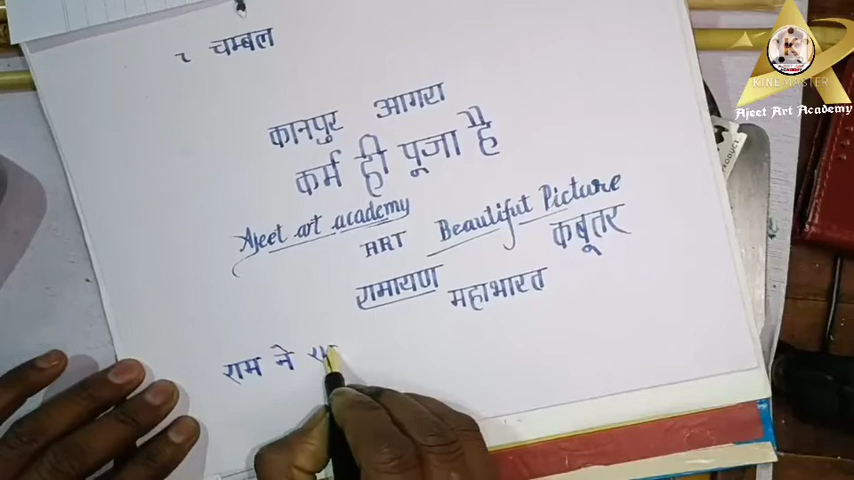 चम्बल
कानपुर आगरा
कर्म ही पूजा है
Ajeet art academy
ART Beautiful Picture
कबूतर
रामायण महाभारत
राम ने
KINEMASTER
Ajeet Art Academy